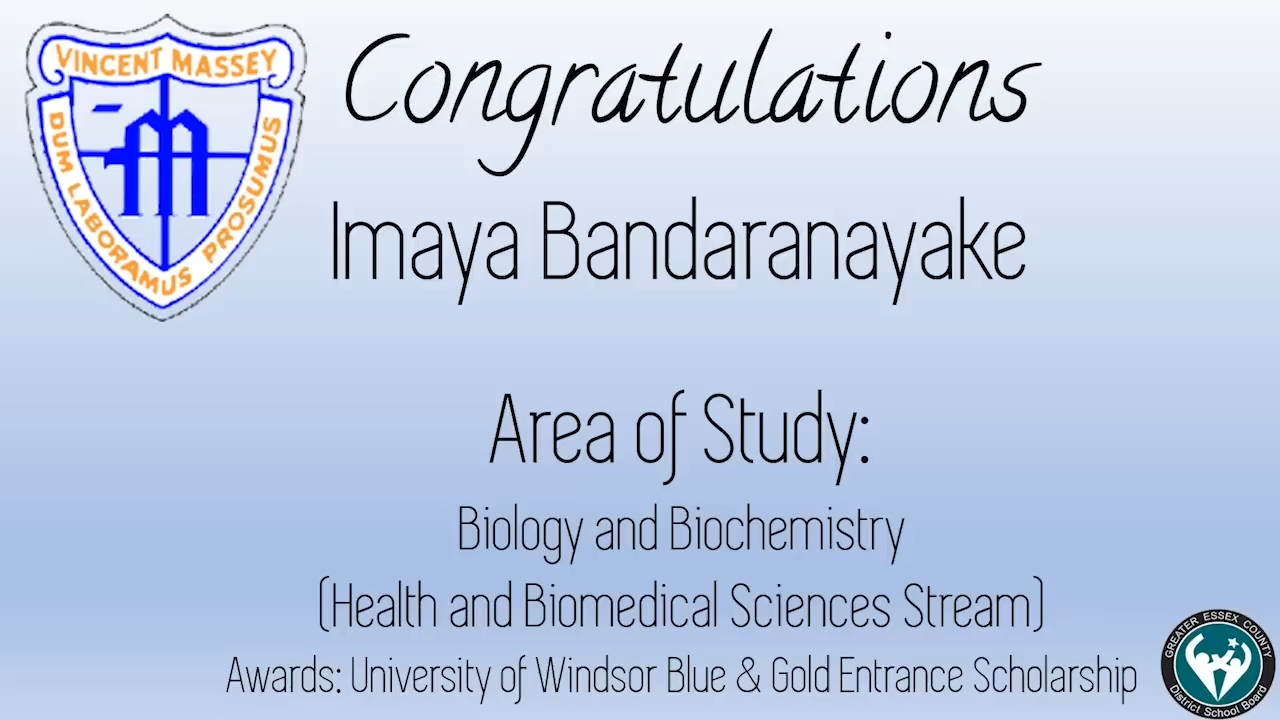 VINCENT MASSEY
DUM LABORAMUS PROSUMUS
M
Congratulations
Imaya Bandaranayake
Area of Study:
Biology and Biochemistry
(Health and Biomedical Sciences Stream)
Awards: University of Windsor Blue & Gold Entrance Scholarship
GREATER ESSEX COUNTY
District School Board